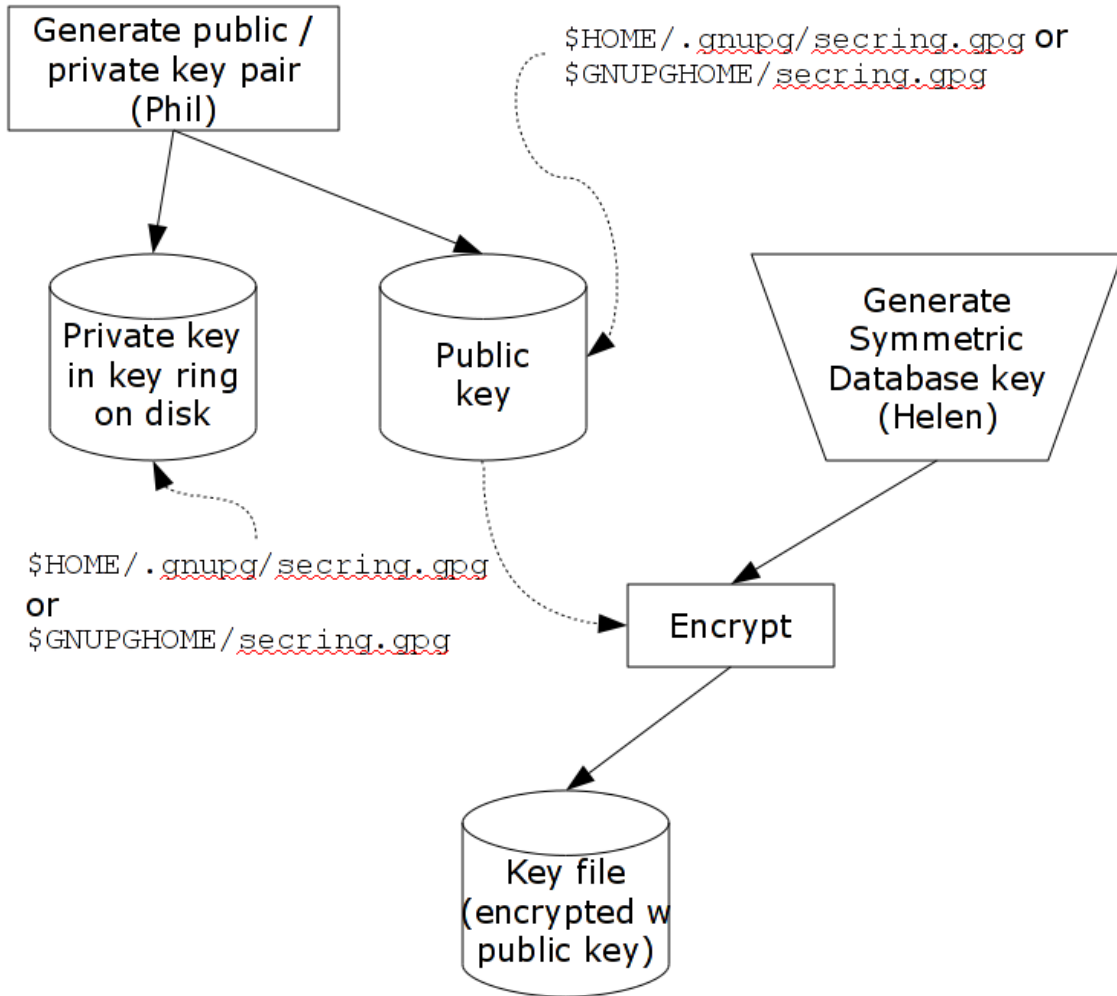 Generate public /
private key pair
(Phil)
$HOME/.gnupg/secring.gpg or
$GNUPGHOME/secring.gpg
Private key
in key ring
on disk
Public
key
Generate
Symmetric
Database key
(Helen)
$HOME/.gnupg/secring.gpg
or
$GNUPGHOME/secring.gpg
Encrypt
Key file
(encrypted w
public key)